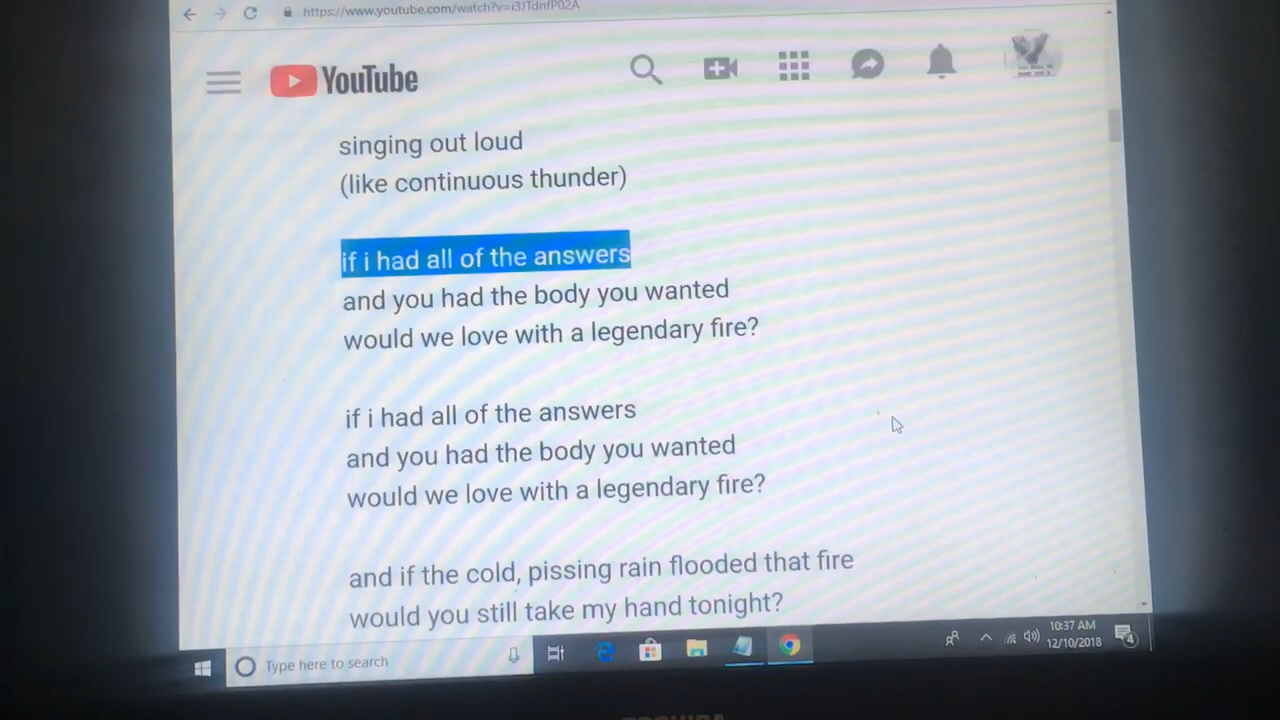 https://www.youtube.com/watch?v=i3JTdnfP02A
YouTube
singing out loud
(like continuous thunder)
if i had all of the answers
and you had the body you wanted
would we love with a legendary fire?
if i had all of the answers
and you had the body you wanted
would we love with a legendary fire?
and if the cold, pissing rain flooded that fire
would you still take my hand tonight?
Type here to search
10:37 AM
12/10/2018
4
TOSHIBA